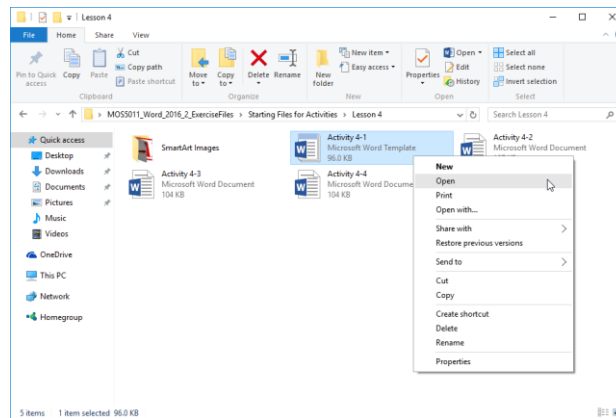 Lesson 4
File Home Share View
Pin to Quick access
Copy
Paste
Cut
Copy path
Paste shortcut
Clipboard
Move to
Copy to
Delete
Rename
Organize
New folder
New item
Easy access
New
Properties
Open
Edit
History
Open
Select all
Select none
Invert selection
Select
MOS5011_Word_2016_2_ExerciseFiles > Starting Files for Activities > Lesson 4
Search Lesson 4
Quick access
Desktop
Downloads
Documents
Pictures
Music
Videos
OneDrive
This PC
Network
Homegroup
SmartArt Images
Activity 4-1
Microsoft Word Template
96.0 KB
Activity 4-2
Microsoft Word Document
Activity 4-3
Microsoft Word Document
104 KB
Activity 4-4
Microsoft Word Docume
104 KB
New
Open
Print
Open with...
Share with
Restore previous versions
Send to
Cut
Copy
Create shortcut
Delete
Rename
Properties
5 items 1 item selected 96.0 KB